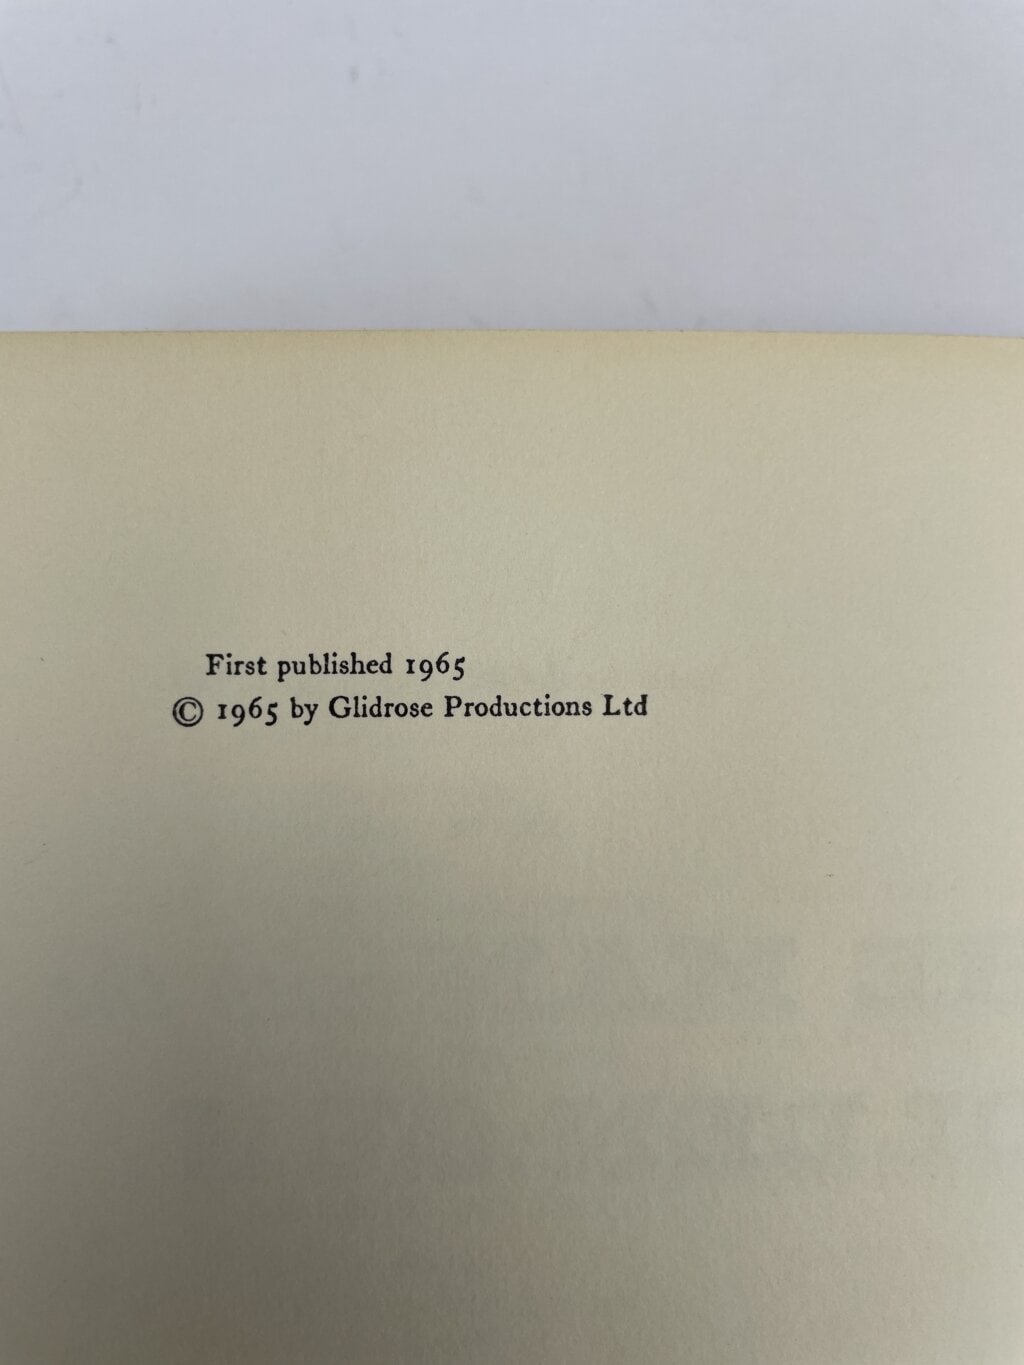 First published 1965
© 1965 by Glidrose Productions Ltd